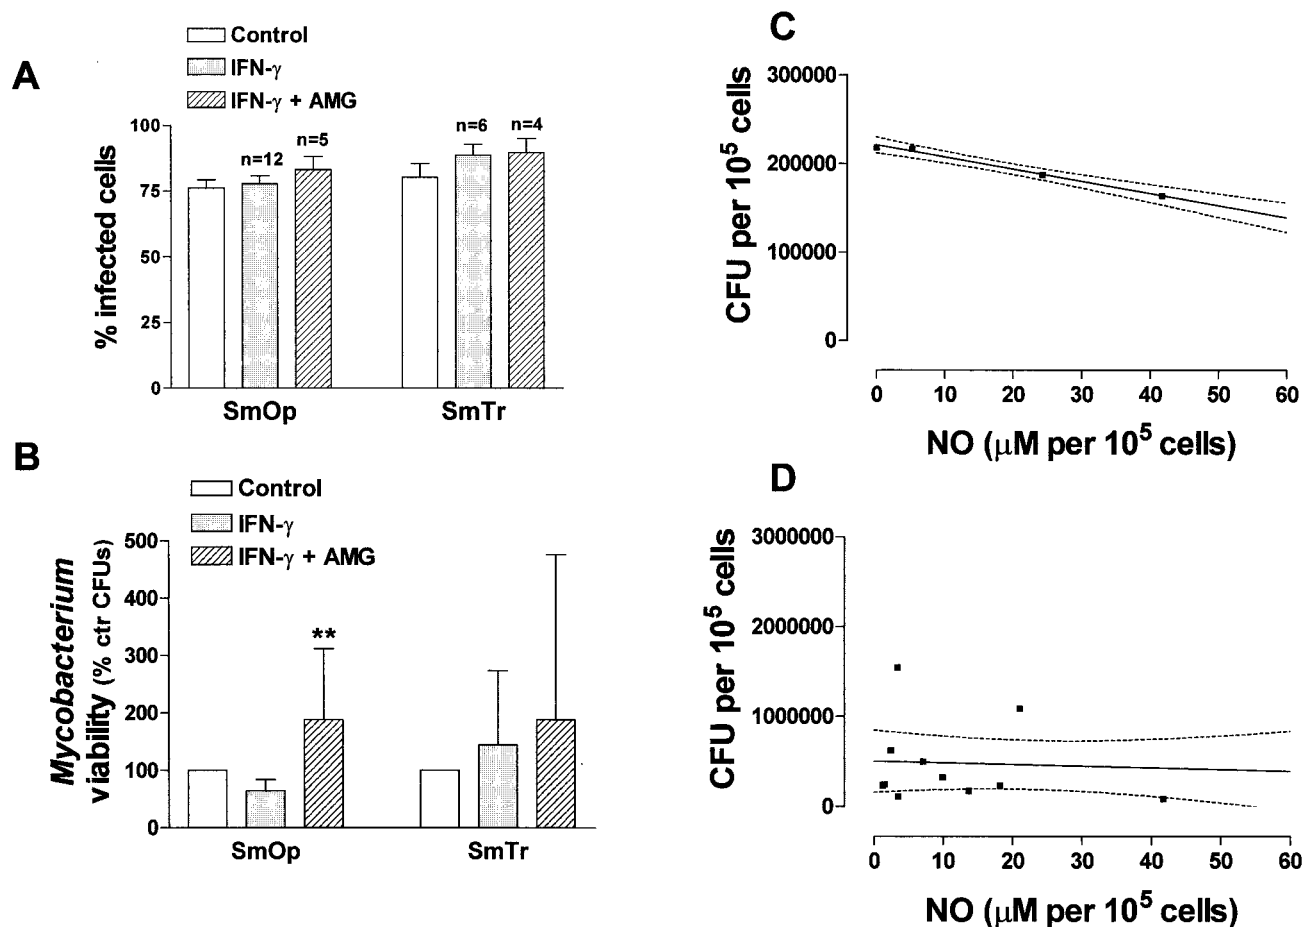 A
Control
IFN-γ
IFN-γ + AMG
% infected cells
100
75
50
25
0
n=12
n=5
n=6
n=4
SmOp
SmTr
B
Control
IFN-γ
IFN-γ + AMG
Mycobacterium
viability (% ctr CFUs)
500
400
300
200
100
0
**
SmOp
SmTr
C
CFU per 10⁵ cells
300000
200000
100000
0
0 10 20 30 40 50 60
NO (μM per 10⁵ cells)
D
CFU per 10⁵ cells
3000000
2000000
1000000
0
0 10 20 30 40 50 60
NO (μM per 10⁵ cells)